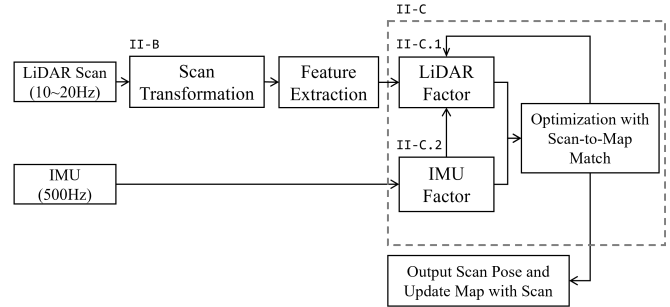 II-C
II-B
II-C.1
LiDAR Scan
(10~20Hz)
Scan
Transformation
Feature
Extraction
LiDAR
Factor
Optimization with
Scan-to-Map
Match
II-C.2
IMU
(500Hz)
IMU
Factor
Output Scan Pose and
Update Map with Scan